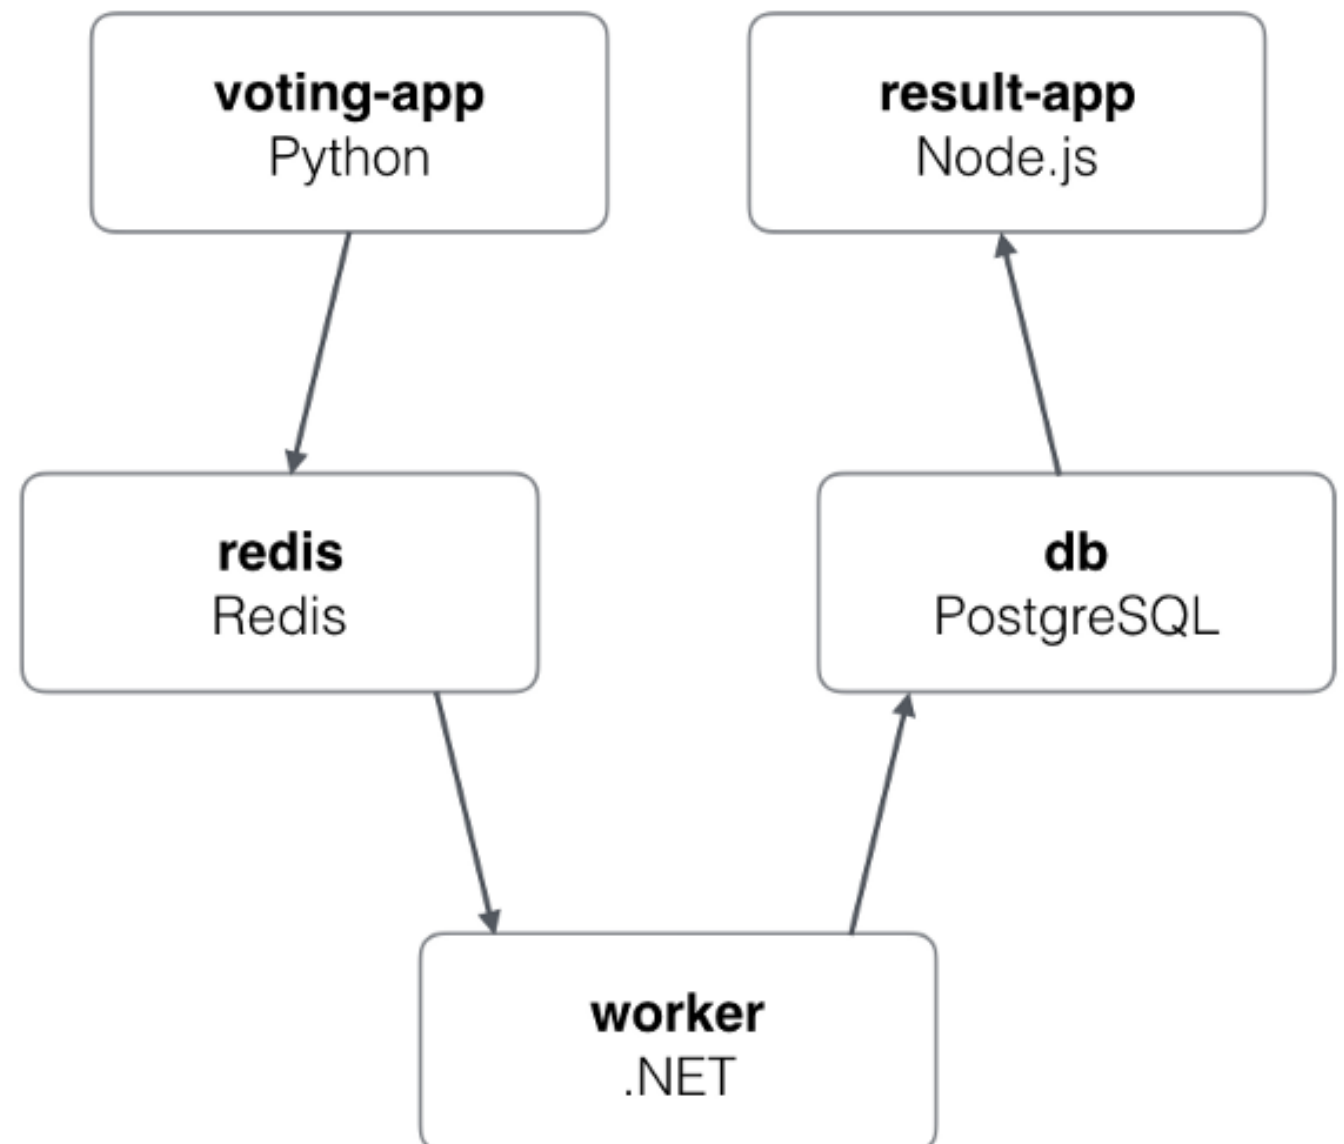 voting-app
Python
result-app
Node.js
redis
Redis
db
PostgreSQL
worker
.NET